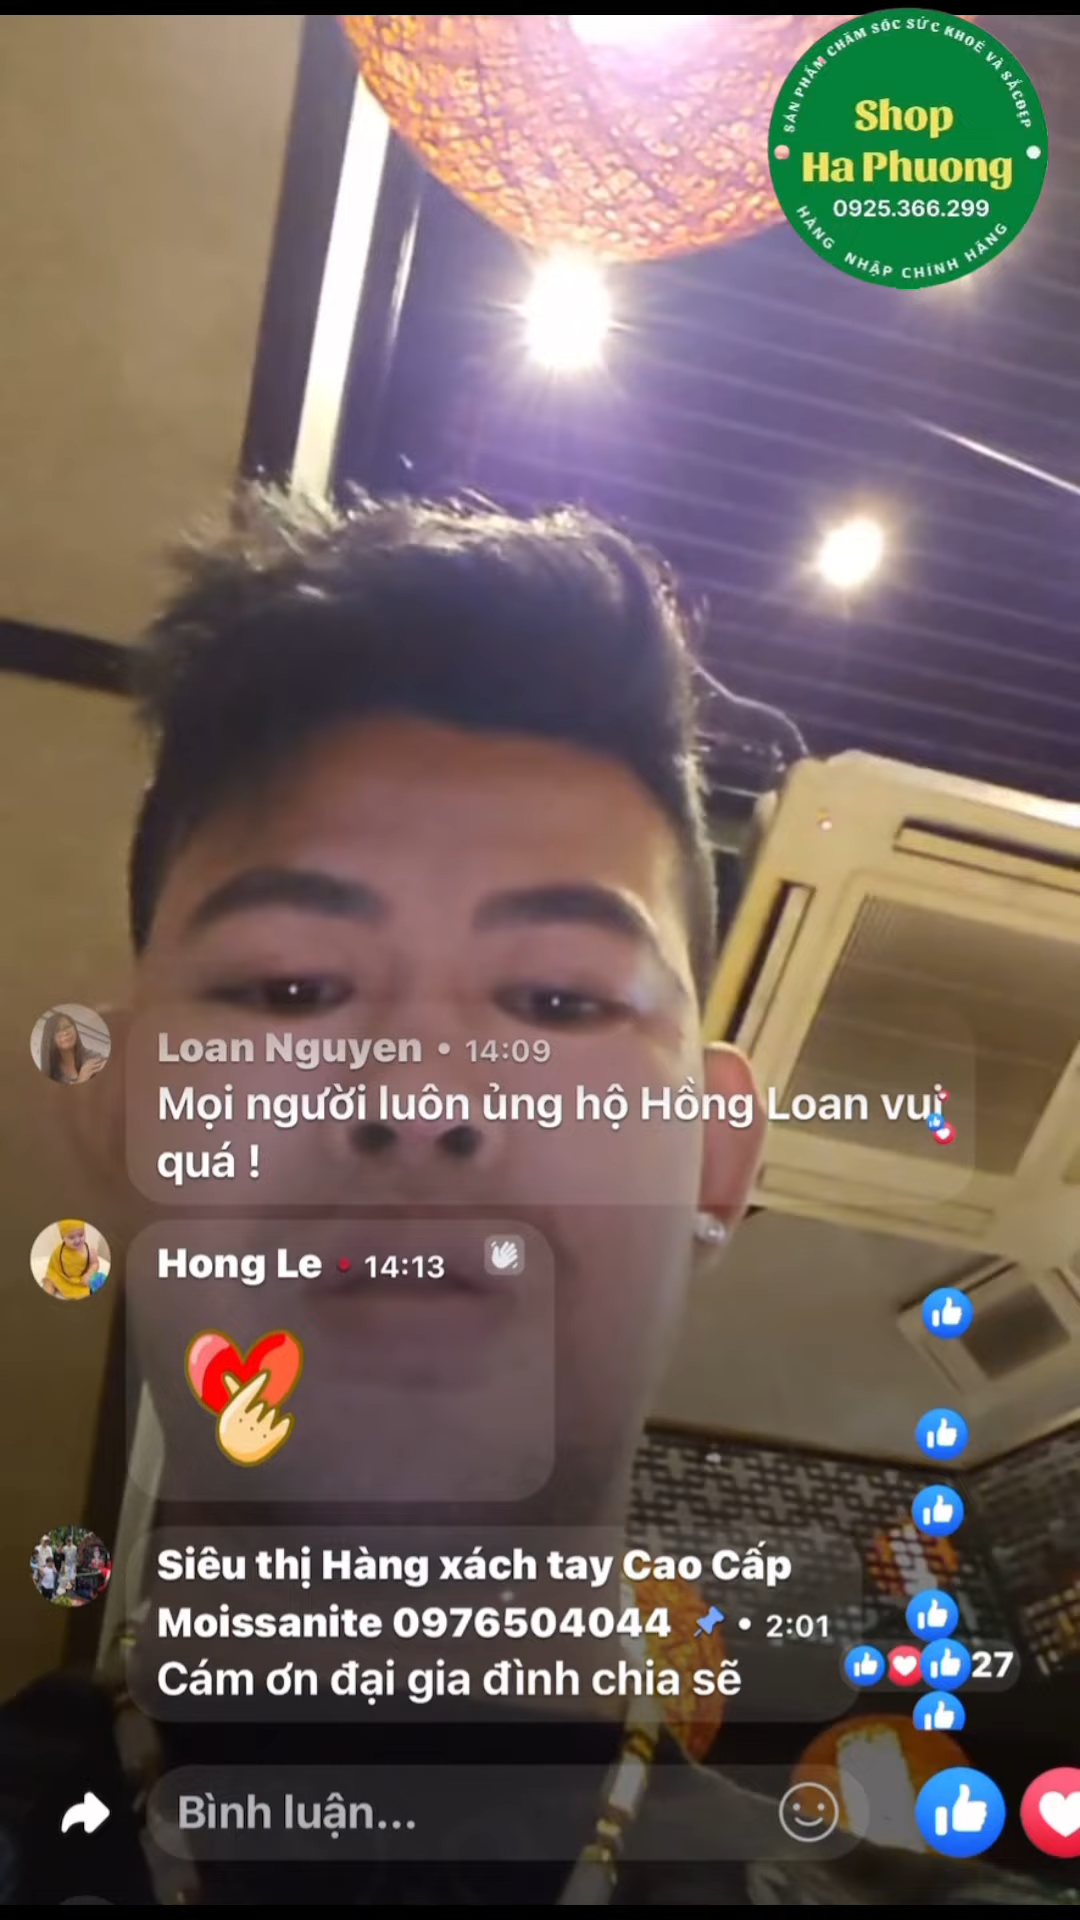 SẢN PHẨM CHĂM SÓC SỨC KHOẺ VÀ SẮC ĐẸP
Shop
Ha Phuong
0925.366.299
HÀNG NHẬP CHÍNH HÃNG
Loan Nguyen • 14:09
Mọi người luôn ủng hộ Hồng Loan vui
quá !
Hong Le • 14:13
Siêu thị Hàng xách tay Cao Cấp
Moissanite 0976504044 • 2:01
Cám ơn đại gia đình chia sẽ
27
Bình luận...